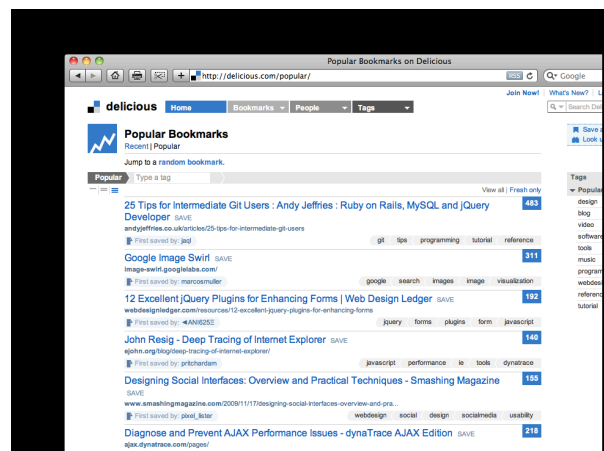 Popular Bookmarks on Delicious
http://delicious.com/popular/ RSS Google
Join Now! What's New?
delicious Home Bookmarks People Tags Search Deli
Popular Bookmarks
Recent | Popular
Save a
Look u
Jump to a random bookmark.
Popular Type a tag Tags
View all | Fresh only Popula
25 Tips for Intermediate Git Users : Andy Jeffries : Ruby on Rails, MySQL and jQuery 483
Developer SAVE
andyjeffries.co.uk/articles/25-tips-for-intermediate-git-users
First saved by: jaql git tips programming tutorial reference
Google Image Swirl SAVE 311
image-swirl.googlelabs.com/
First saved by: marcosmuller google search images image visualization
12 Excellent jQuery Plugins for Enhancing Forms | Web Design Ledger SAVE 192
webdesignledger.com/resources/12-excellent-jquery-plugins-for-enhancing-forms
First saved by: jquery forms plugins form javascript
John Resig - Deep Tracing of Internet Explorer SAVE 140
ejohn.org/blog/deep-tracing-of-internet-explorer/
First saved by: pritchardam javascript performance ie tools dynatrace
Designing Social Interfaces: Overview and Practical Techniques - Smashing Magazine 155
SAVE
www.smashingmagazine.com/2009/11/17/designing-social-interfaces-overview-and-pra...
First saved by: pixel_lister webdesign social design socialmedia usability
Diagnose and Prevent AJAX Performance Issues - dynaTrace AJAX Edition SAVE 218
ajax.dynatrace.com/pages/
design
blog
video
software
tools
music
program
webdesi
referenc
tutorial